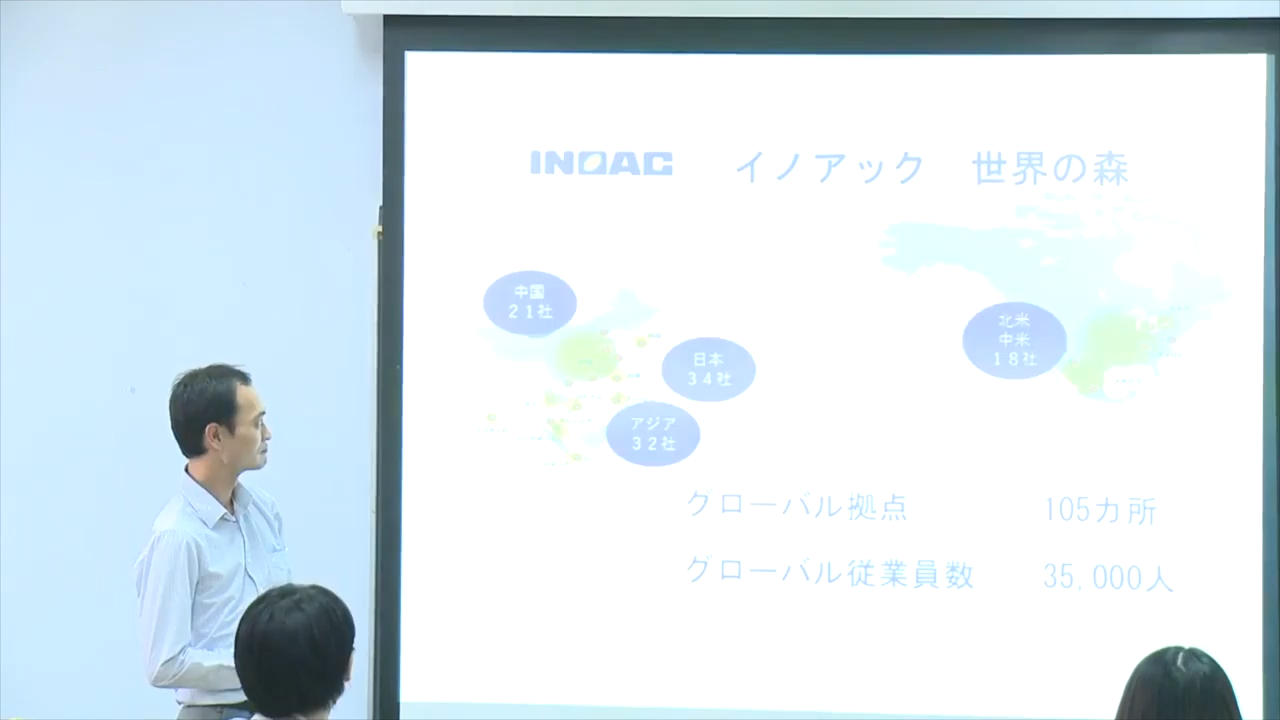 INOAC イノアック 世界の森
中国
21社
日本
34社
アジア
32社
北米
中米
18社
グローバル拠点 105カ所
グローバル従業員数 35,000人